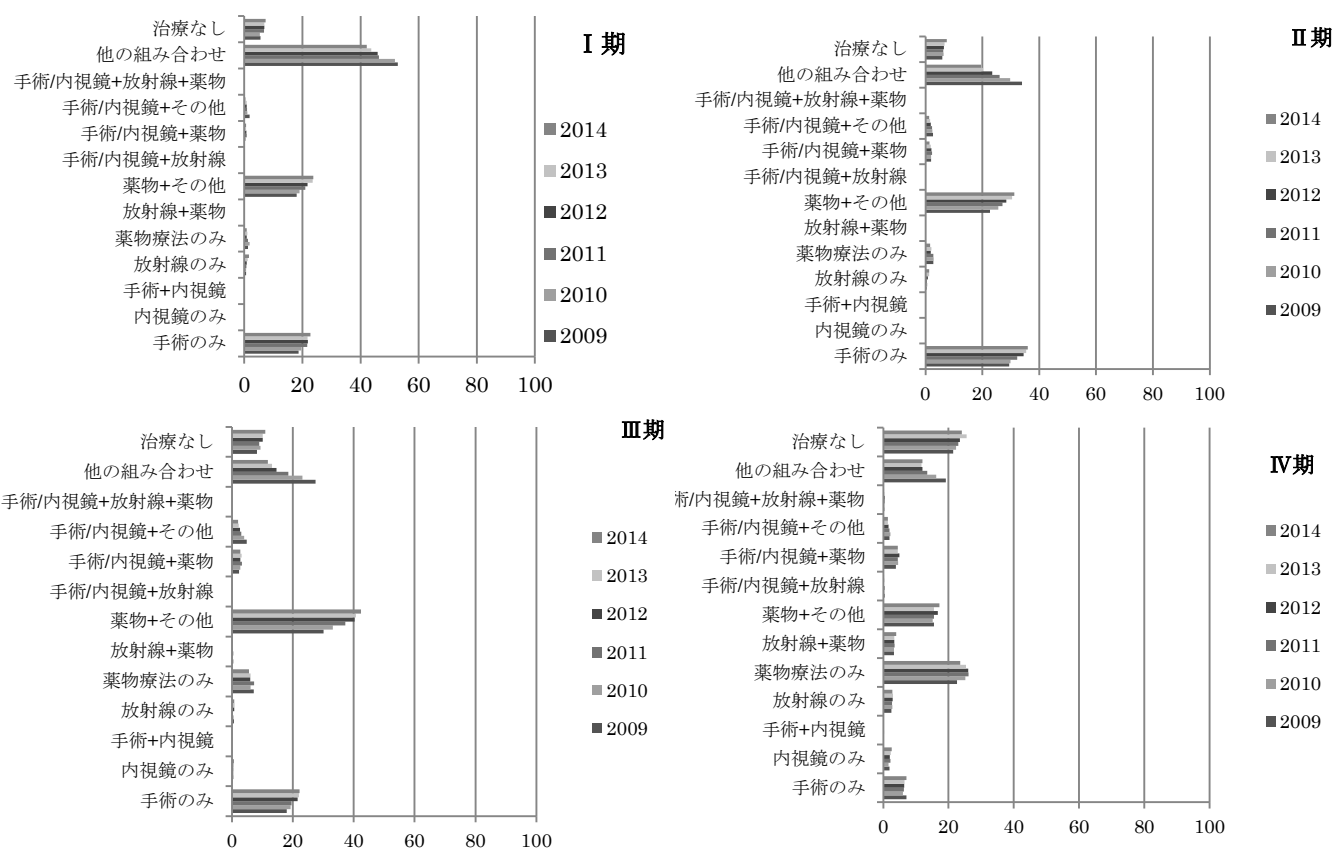 Ⅰ期
治療なし
他の組み合わせ
手術/内視鏡+放射線+薬物
手術/内視鏡+その他
手術/内視鏡+薬物
手術/内視鏡+放射線
薬物+その他
放射線+薬物
薬物療法のみ
放射線のみ
手術+内視鏡
内視鏡のみ
手術のみ
0 20 40 60 80 100
2014
2013
2012
2011
2010
2009
Ⅱ期
治療なし
他の組み合わせ
手術/内視鏡+放射線+薬物
手術/内視鏡+その他
手術/内視鏡+薬物
手術/内視鏡+放射線
薬物+その他
放射線+薬物
薬物療法のみ
放射線のみ
手術+内視鏡
内視鏡のみ
手術のみ
0 20 40 60 80 100
2014
2013
2012
2011
2010
2009
Ⅲ期
治療なし
他の組み合わせ
手術/内視鏡+放射線+薬物
手術/内視鏡+その他
手術/内視鏡+薬物
手術/内視鏡+放射線
薬物+その他
放射線+薬物
薬物療法のみ
放射線のみ
手術+内視鏡
内視鏡のみ
手術のみ
0 20 40 60 80 100
2014
2013
2012
2011
2010
2009
Ⅳ期
治療なし
他の組み合わせ
術/内視鏡+放射線+薬物
手術/内視鏡+その他
手術/内視鏡+薬物
手術/内視鏡+放射線
薬物+その他
放射線+薬物
薬物療法のみ
放射線のみ
手術+内視鏡
内視鏡のみ
手術のみ
0 20 40 60 80 100
2014
2013
2012
2011
2010
2009